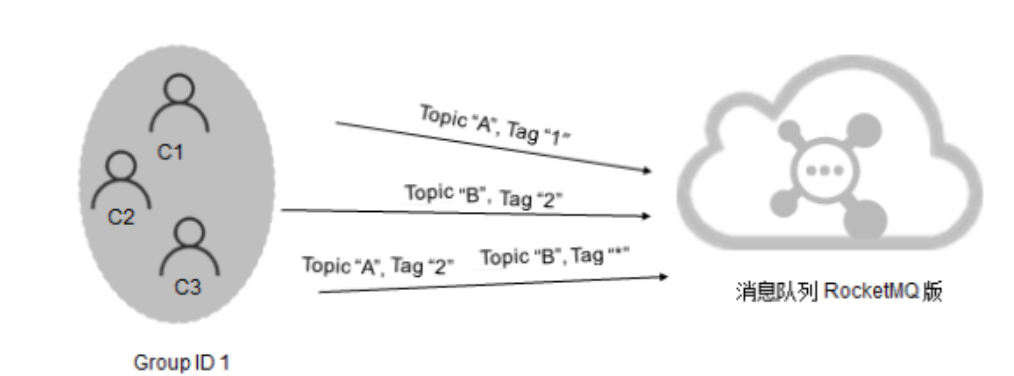 C1
C2
C3
Group ID 1
Topic “A”, Tag “1”
Topic “B”, Tag “2”
Topic “A”, Tag “2”
Topic “B”, Tag “*”
消息队列 RocketMQ 版